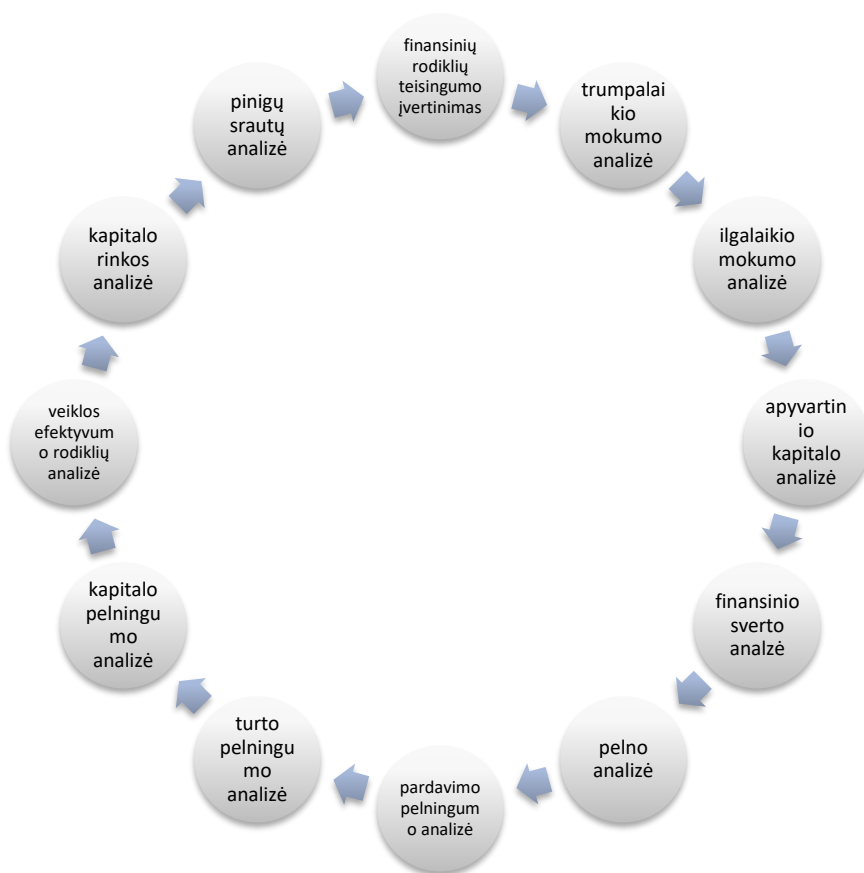 finansinių
rodiklių
teisingumo
įvertinimas
trumpalai
kio
mokumo
analizė
ilgalaikio
mokumo
analizė
apyvartin
io
kapitalo
analizė
finansinio
sverto
analzė
pelno
analizė
pardavimo
pelningum
o analizė
turto
pelningu
mo
analizė
kapitalo
pelningu
mo
analizė
veiklos
efektyvum
o rodiklių
analizė
kapitalo
rinkos
analizė
pinigų
srautų
analizė